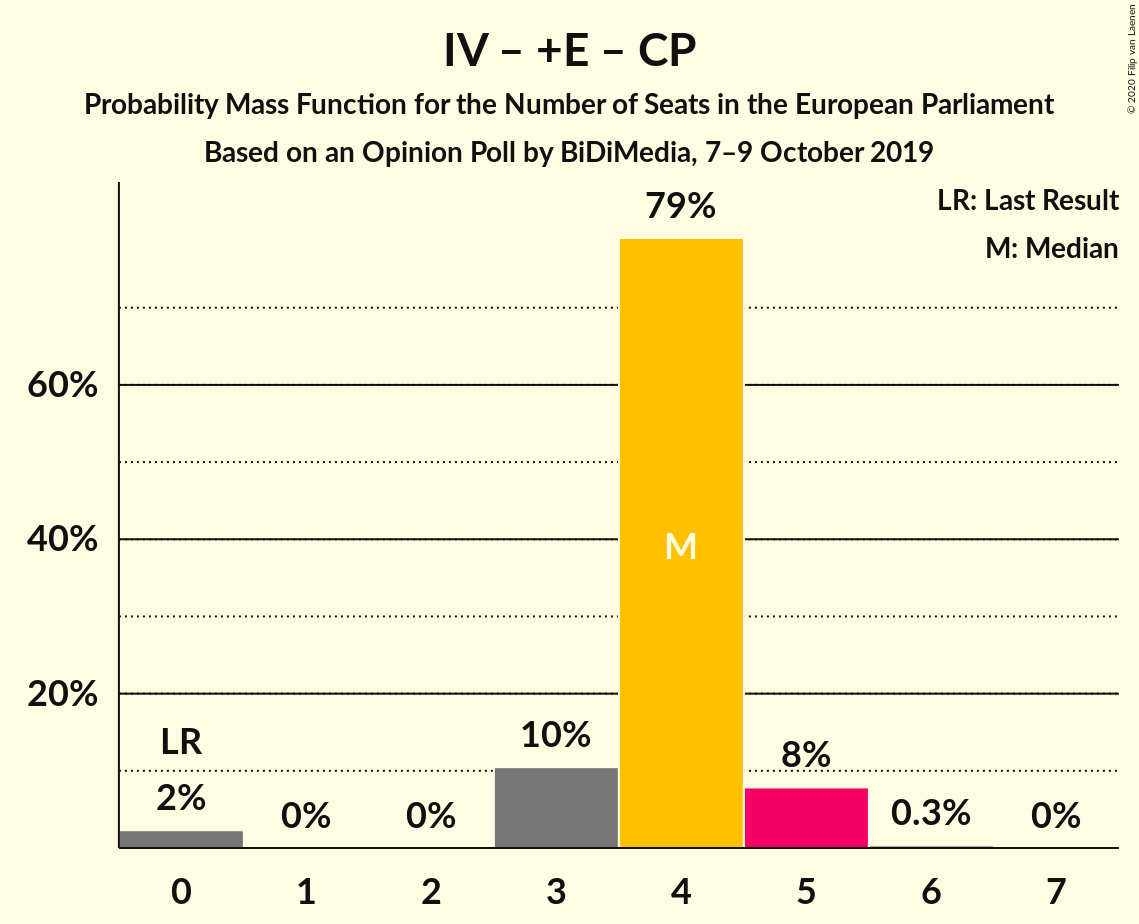 IV – +E – CP
Probability Mass Function for the Number of Seats in the European Parliament
Based on an Opinion Poll by BiDiMedia, 7–9 October 2019
© 2020 Filip van Laenen
LR: Last Result
M: Median
79%
60%
40%
M
20%
LR
2%
0%
0%
10%
8%
0.3%
0%
0 1 2 3 4 5 6 7